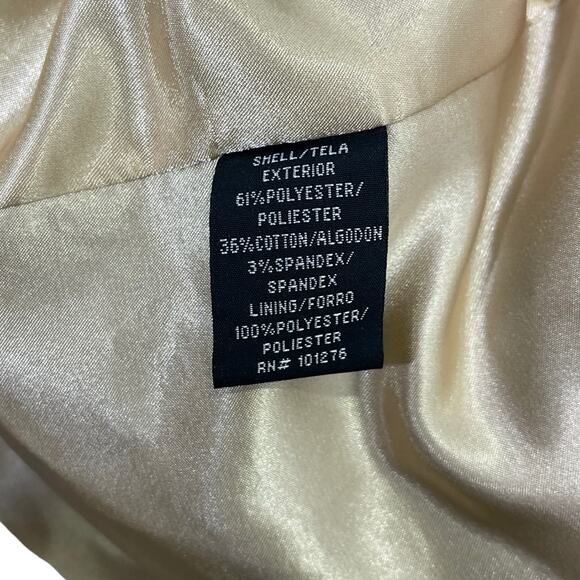 SHELL/TELA
EXTERIOR
61%POLYESTER/
POLIESTER
36%COTTON/ALGODON
3%SPANDEX/
SPANDEX
LINING/FORRO
100%POLYESTER/
POLIESTER
RN# 101276